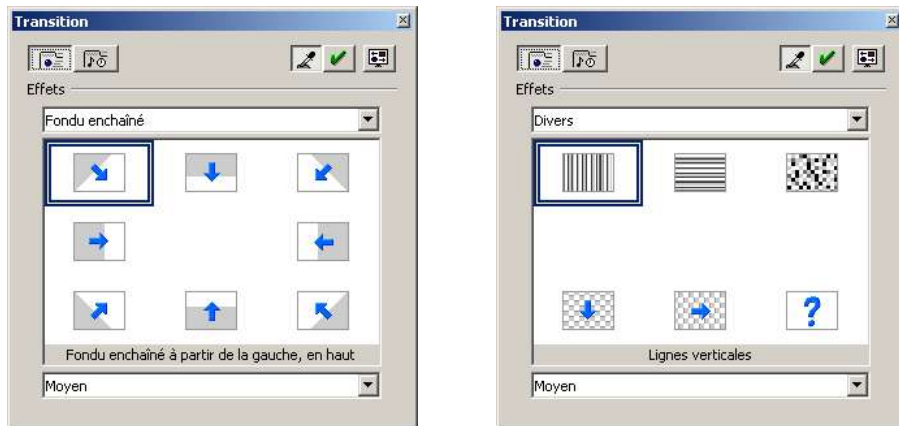 Transition
Effets
Fondu enchaîné
Fondu enchaîné à partir de la gauche, en haut
Moyen
Transition
Effets
Divers
?
Lignes verticales
Moyen